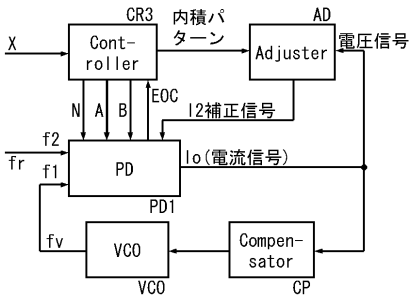 CR3
内積パ
ターン
AD
X
Cont-
roller
Adjuster
電圧信号
N
A
B
EOC
I2補正信号
f2
fr
f1
PD
Io(電流信号)
PD1
fv
VCO
Compen-
sator
VCO
CP